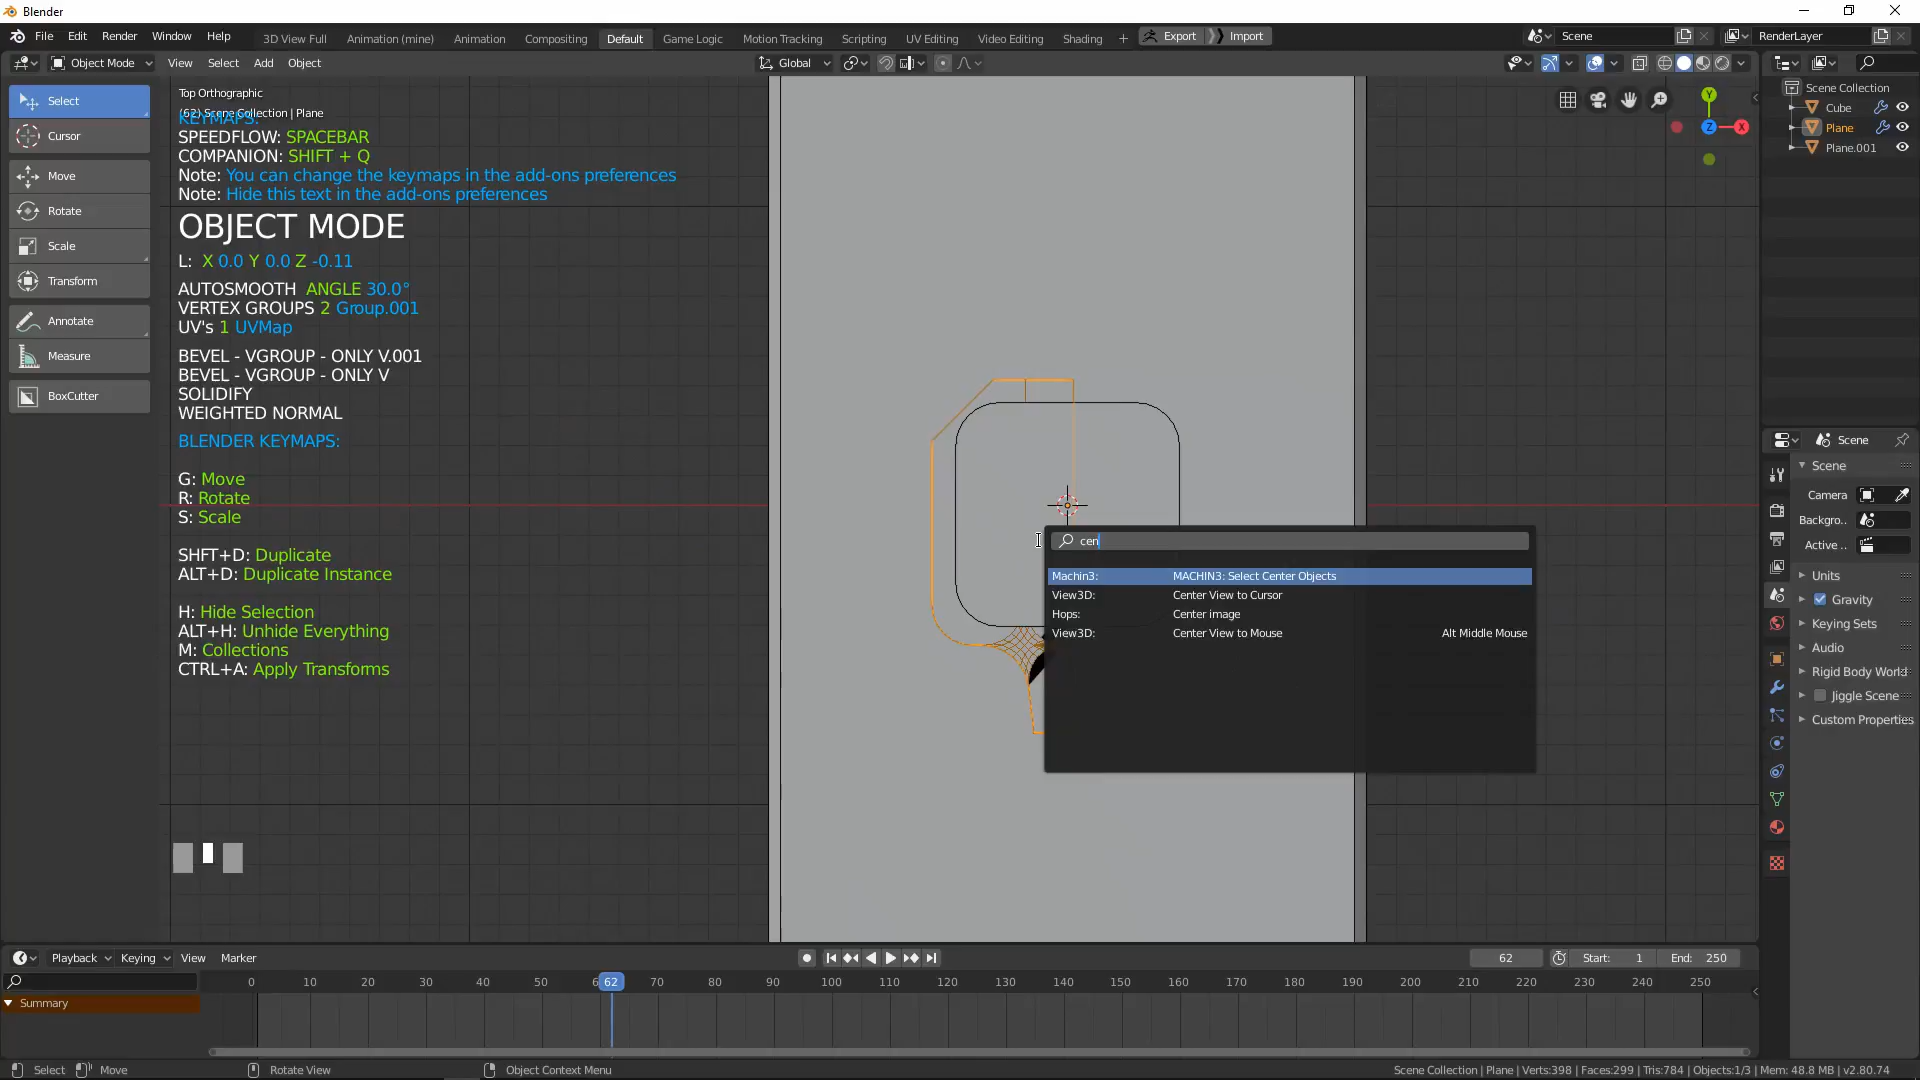 Blender
File Edit Render Window Help
3D View Full Animation (mine) Animation Compositing Default Game Logic Motion Tracking Scripting UV Editing Video Editing Shading + Export Import
Scene RenderLayer
Object Mode View Select Add Object Global
Select
Cursor
Move
Rotate
Scale
Transform
Annotate
Measure
BoxCutter
Top Orthographic
(62) Scene Collection | Plane
KEYMAPS:
SPEEDFLOW: SPACEBAR
COMPANION: SHIFT + Q
Note: You can change the keymaps in the add-ons preferences
Note: Hide this text in the add-ons preferences
OBJECT MODE
L: X 0.0 Y 0.0 Z -0.11
AUTOSMOOTH ANGLE 30.0°
VERTEX GROUPS 2 Group.001
UV's 1 UVMap
BEVEL - VGROUP - ONLY V.001
BEVEL - VGROUP - ONLY V
SOLIDIFY
WEIGHTED NORMAL
BLENDER KEYMAPS:
G: Move
R: Rotate
S: Scale
SHFT+D: Duplicate
ALT+D: Duplicate Instance
H: Hide Selection
ALT+H: Unhide Everything
M: Collections
CTRL+A: Apply Transforms
Y
Z
X
cen
Machin3: MACHIN3: Select Center Objects
View3D: Center View to Cursor
Hops: Center image
View3D: Center View to Mouse Alt Middle Mouse
Scene Collection
Cube
Plane
Plane.001
Scene
Scene
Camera
Backgro..
Active ..
Units
Gravity
Keying Sets
Audio
Rigid Body World
Jiggle Scene
Custom Properties
Playback Keying View Marker
62 Start: 1 End: 250
0 10 20 30 40 50 6 62 70 80 90 100 110 120 130 140 150 160 170 180 190 200 210 220 230 240 250
Summary
Select Move Rotate View Object Context Menu
Scene Collection | Plane | Verts:398 | Faces:299 | Tris:784 | Objects:1/3 | Mem: 48.8 MB | v2.80.74